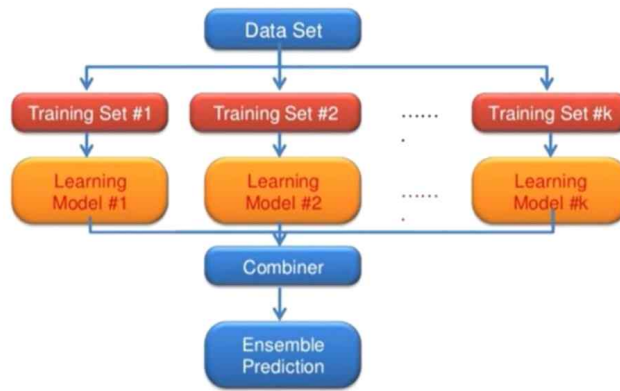 Data Set
Training Set #1
Training Set #2
......
.
Training Set #k
Learning
Model #1
Learning
Model #2
......
.
Learning
Model #k
Combiner
Ensemble
Prediction